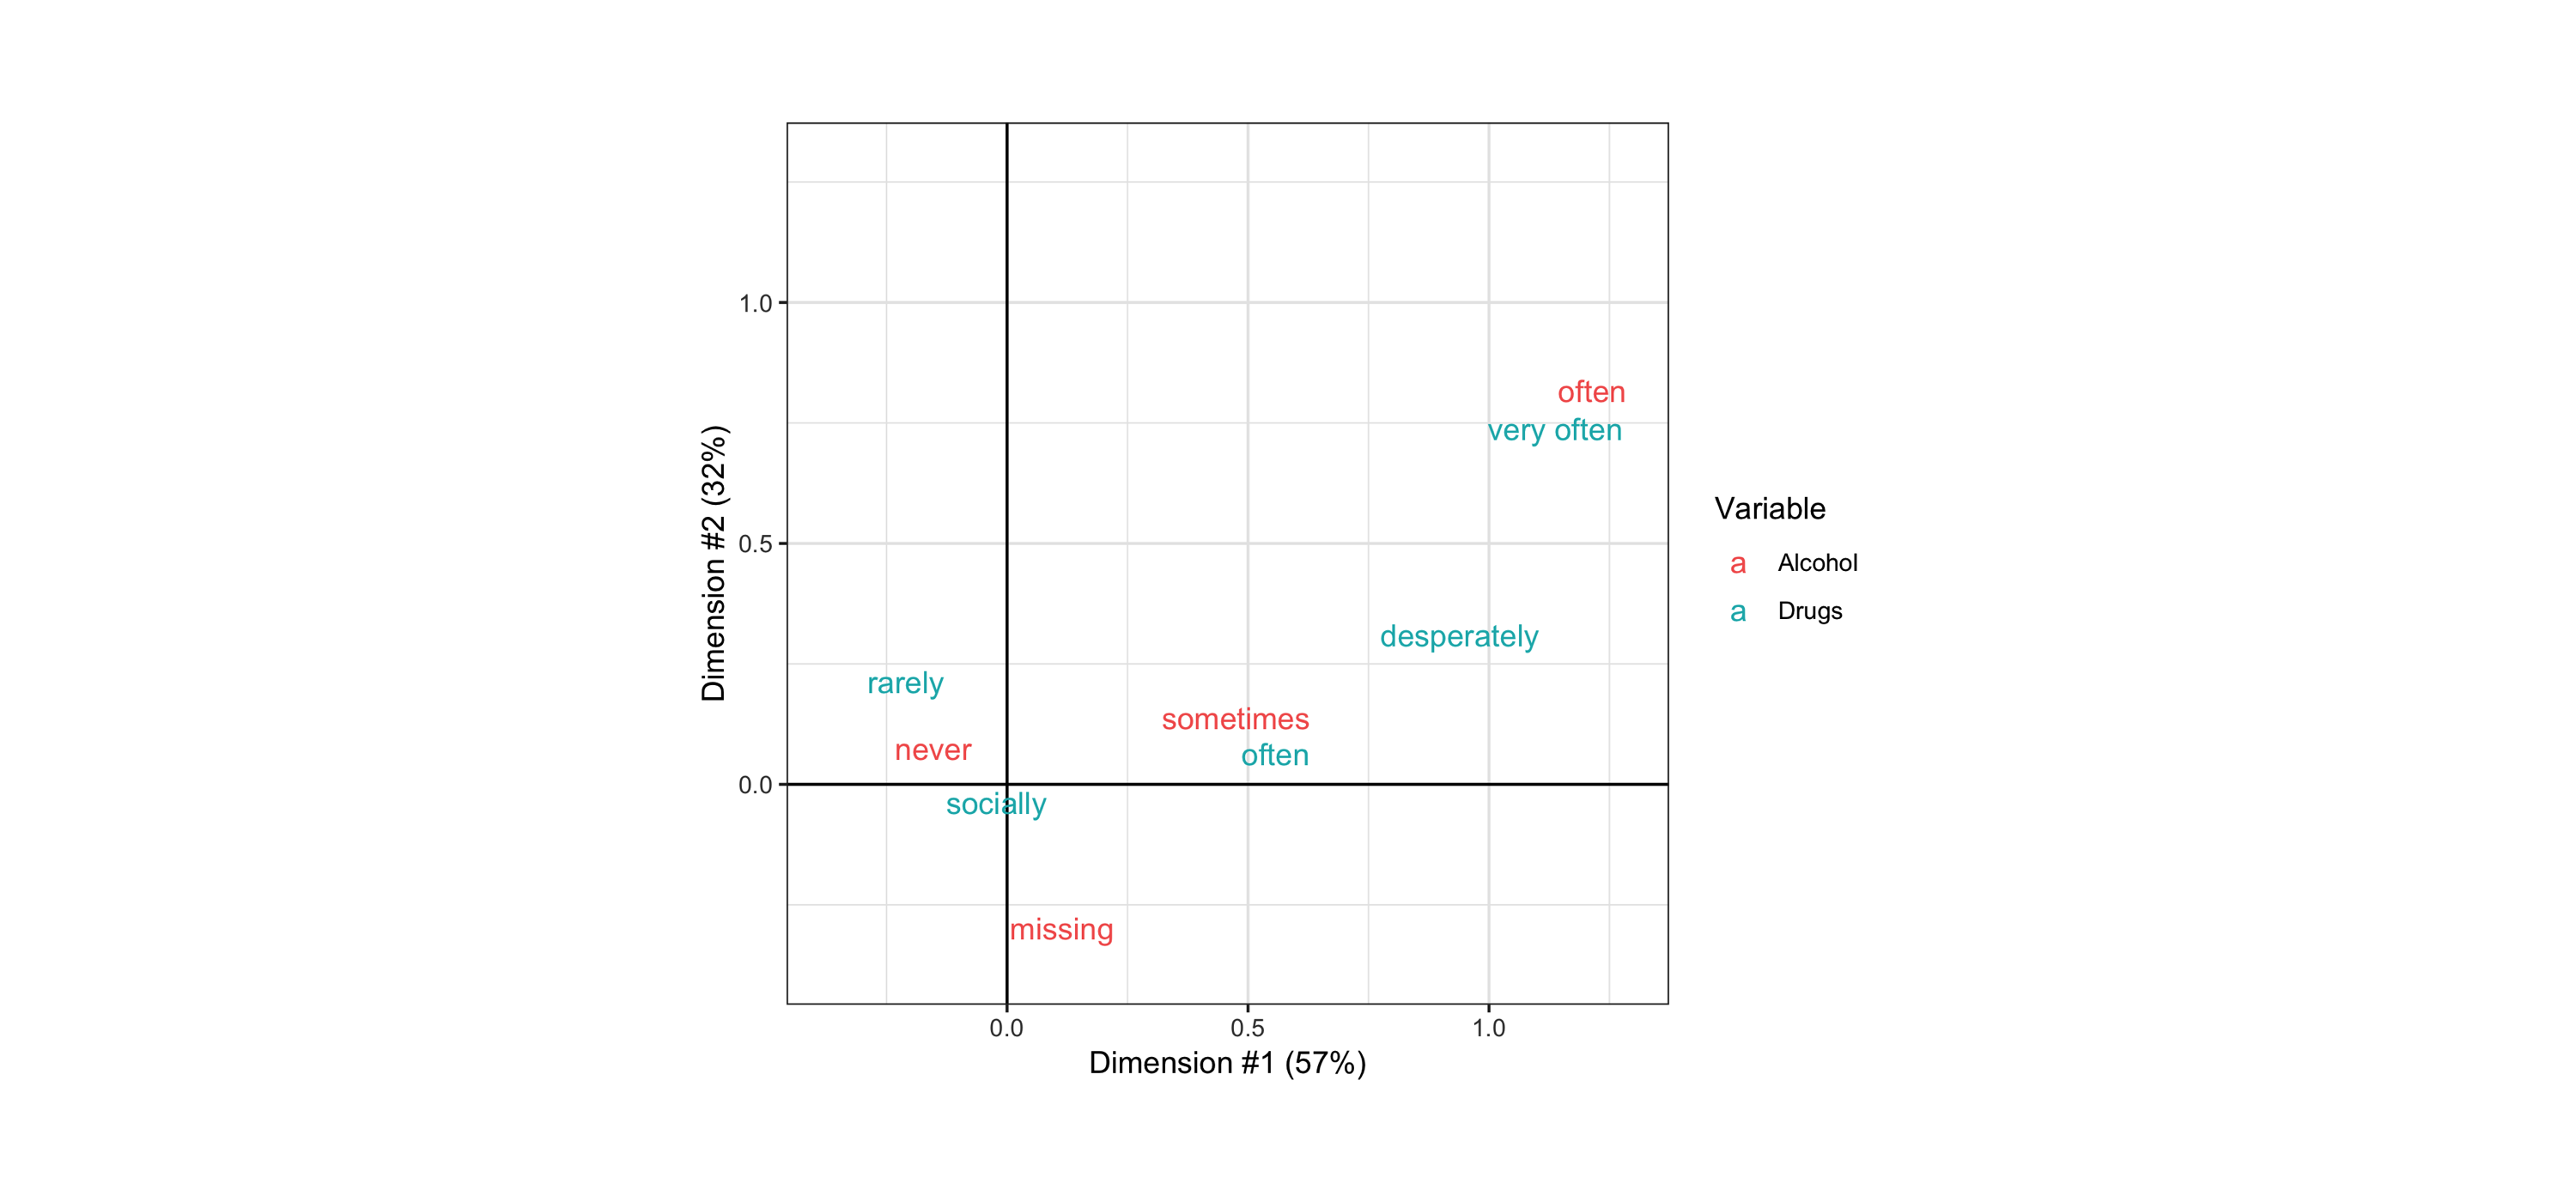 1.0
0.5
0.0
Dimension #2 (32%)
often
very often
desperately
rarely
sometimes
never
often
socially
missing
0.0
0.5
1.0
Dimension #1 (57%)
Variable
a Alcohol
a Drugs